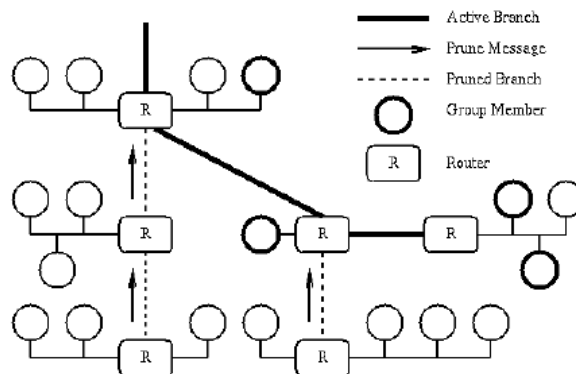 Active Branch
Prune Message
Pruned Branch
R
Group Member
R
Router
R
R
R
R
R